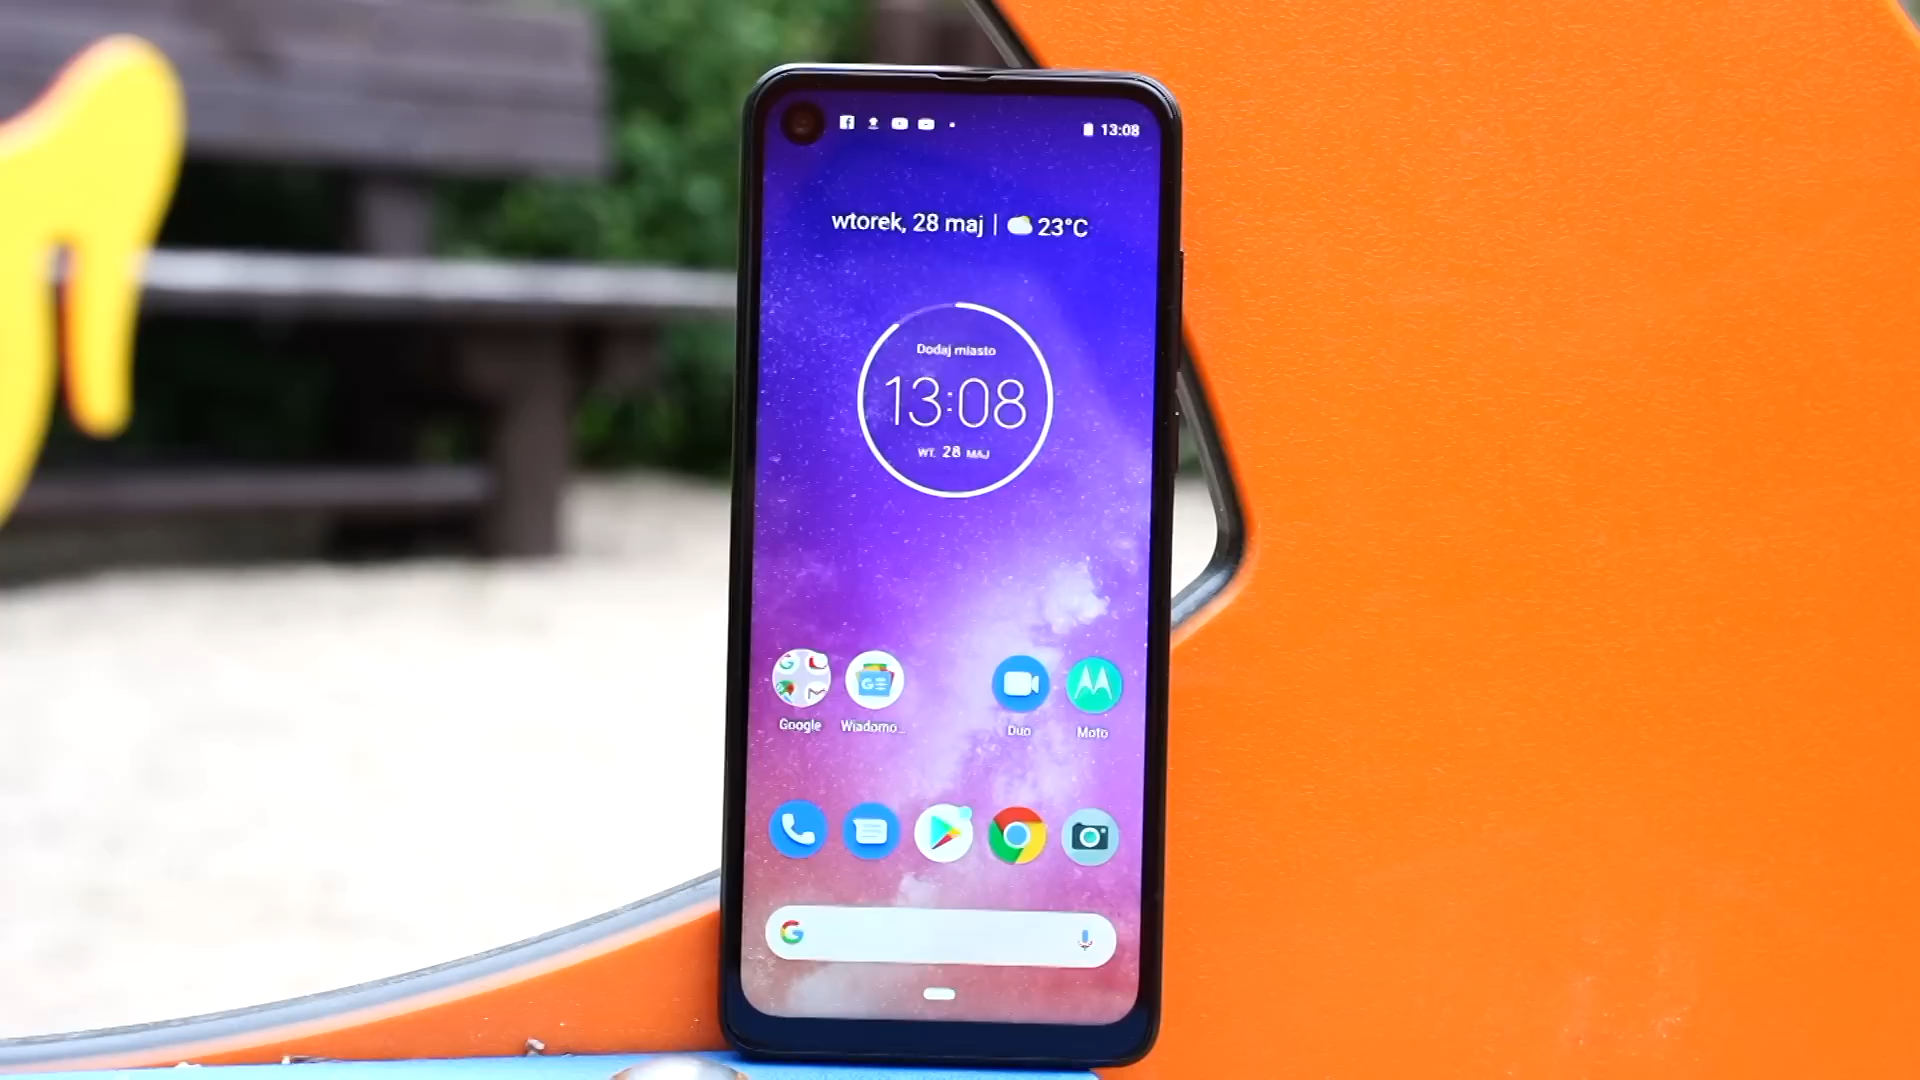 13:08
wtorek, 28 maj | 23°C
Dodaj miasto
13:08
WT. 28 MAJ
Google
Wiadomo...
Duo
Moto